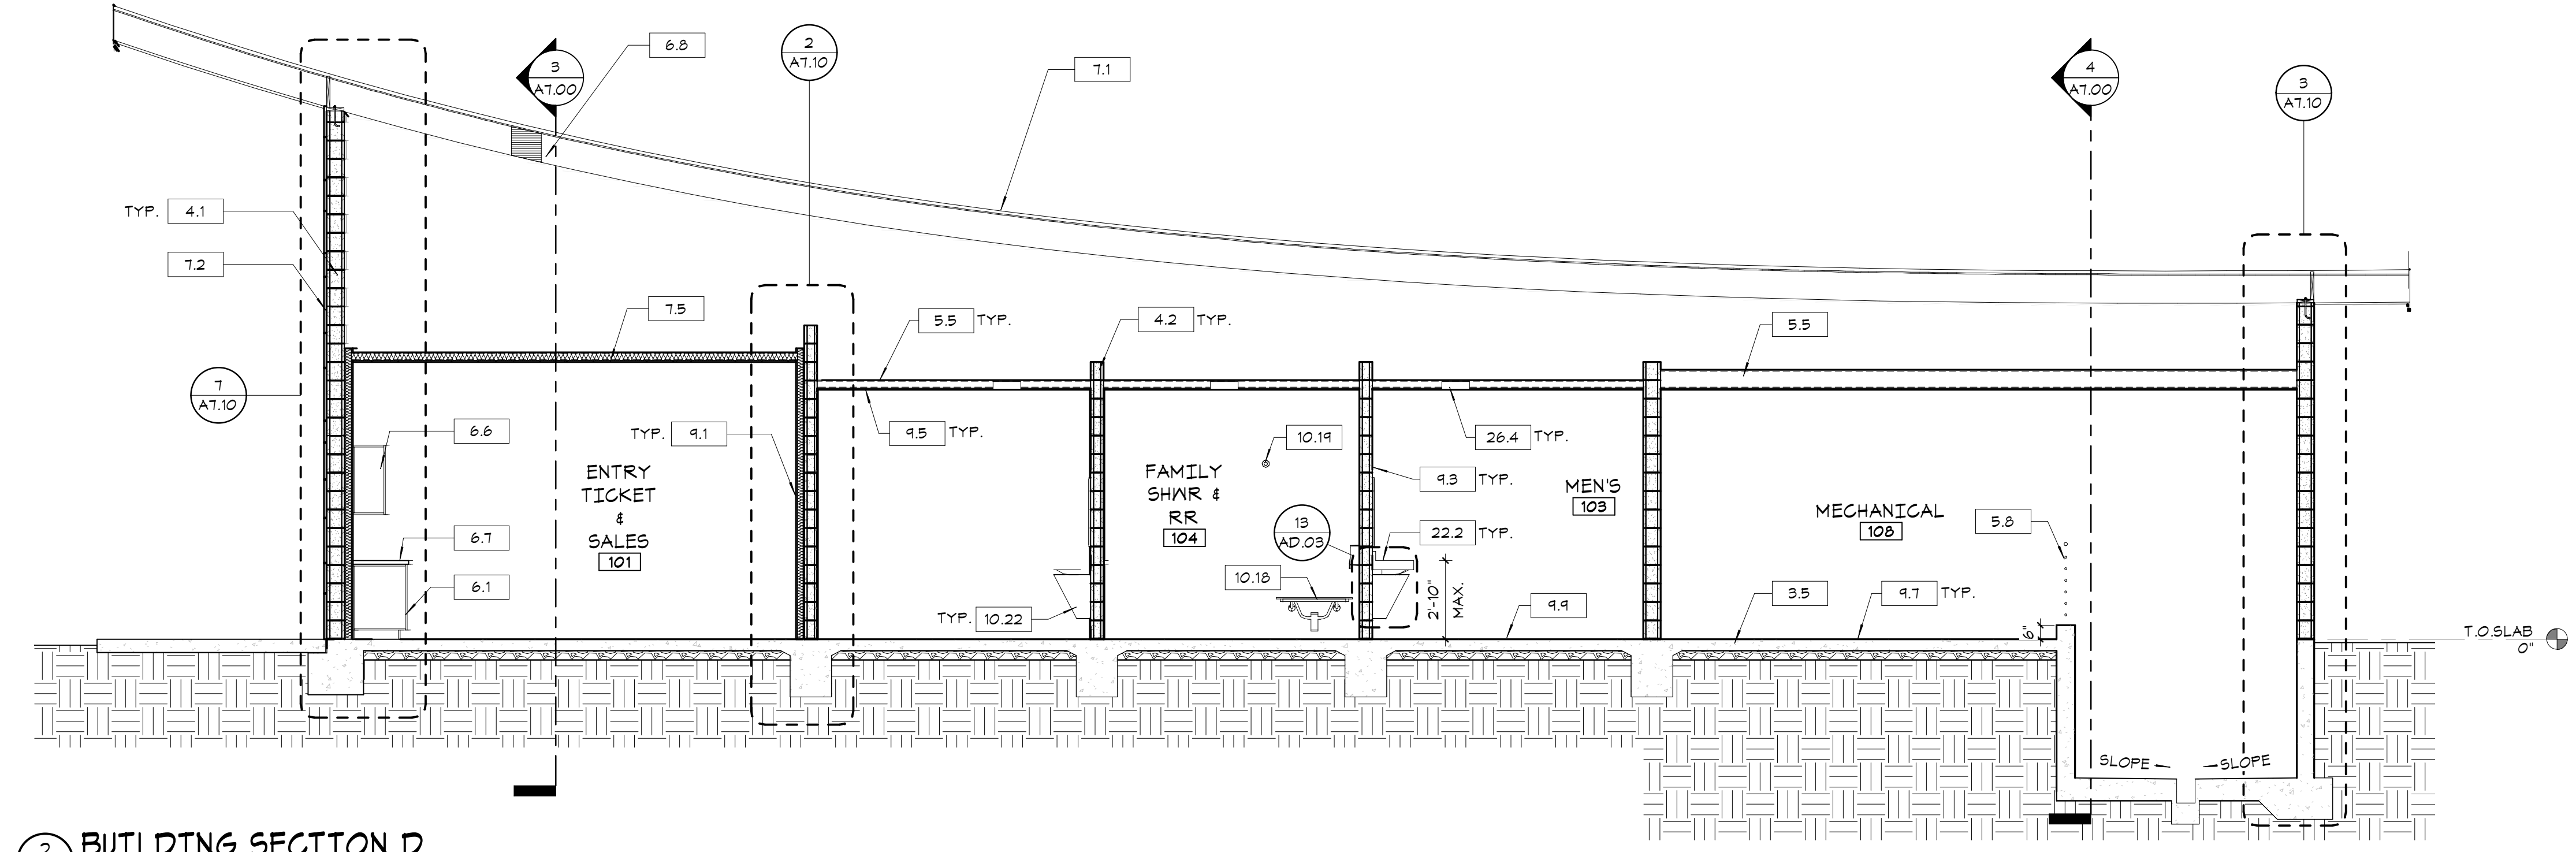 6.8
2
A7.10
3
A7.00
7.1
4
A7.00
3
A7.10
TYP. 4.1
7.2
7.5
5.5 TYP.
4.2 TYP.
5.5
7
A7.10
6.6
TYP. 9.1
9.5 TYP.
10.19
26.4 TYP.
ENTRY
TICKET
&
SALES
101
FAMILY
SHWR &
RR
104
9.3 TYP.
MEN'S
103
MECHANICAL
108
5.8
6.7
13
AD.03
22.2 TYP.
6.1
10.18
2'-10"
MAX.
TYP. 10.22
9.9
3.5
9.7 TYP.
6"
T.O.SLAB
0"
SLOPE
SLOPE
BUILDING SECTION D